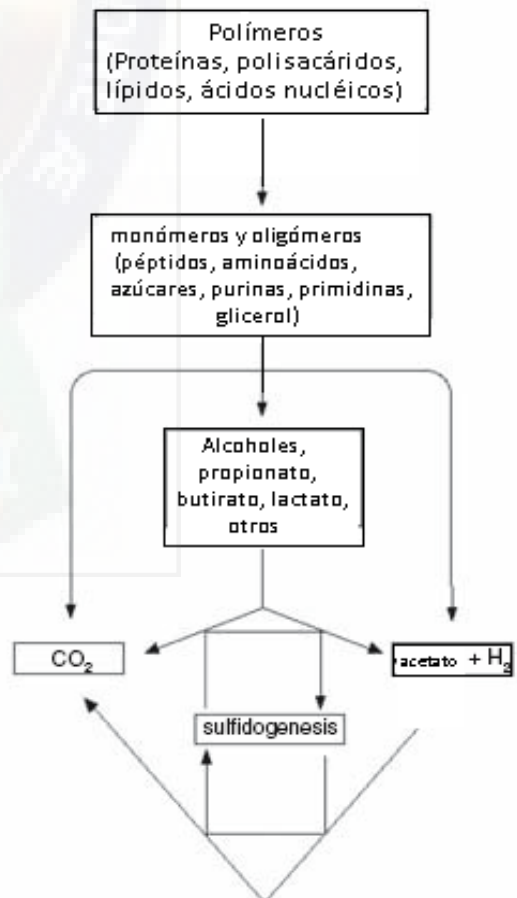 Polímeros
(Proteínas, polisacáridos,
lípidos, ácidos nucléicos)
monómeros y oligómeros
(péptidos, aminoácidos,
azúcares, purinas, primidinas,
glicerol)
Alcoholes,
propionato,
butirato, lactato,
otros
CO₂
acetato + H₂
sulfidogenesis